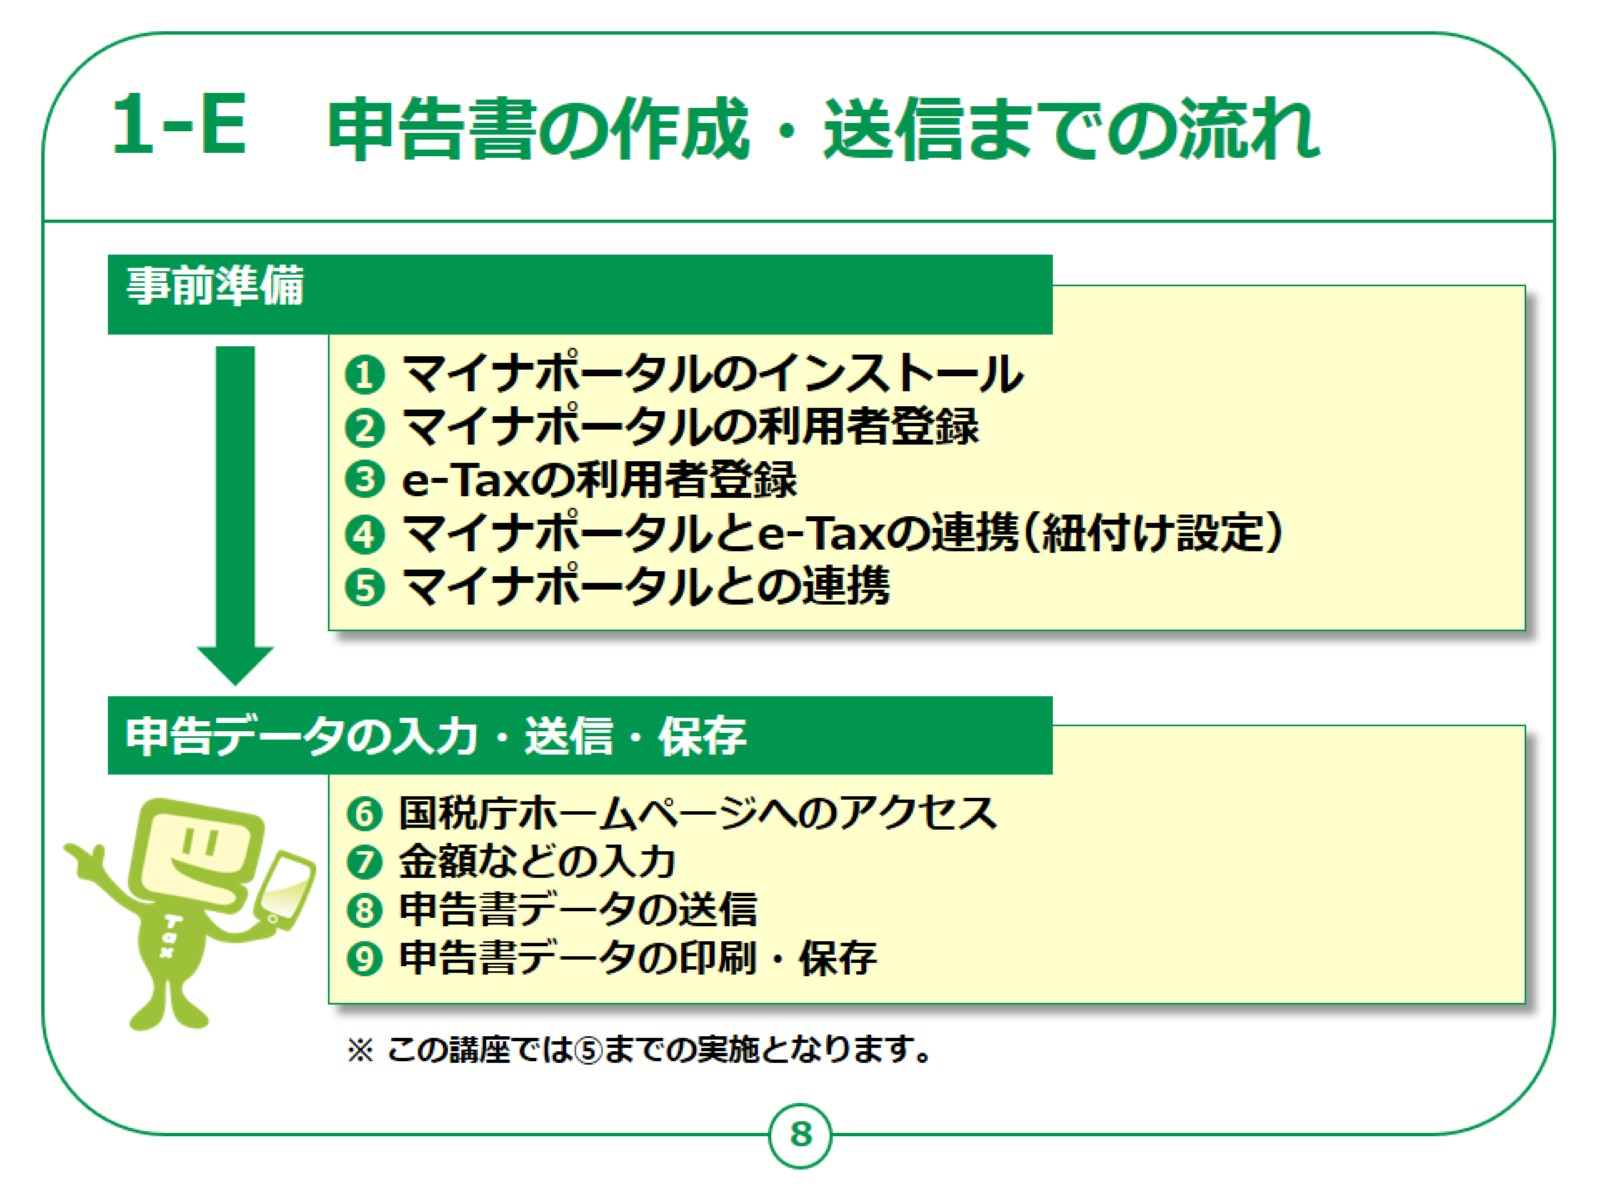 1-E 申告書の作成・送信までの流れ
事前準備
❶ マイナポータルのインストール
❷ マイナポータルの利用者登録
❸ e-Taxの利用者登録
❹ マイナポータルとe-Taxの連携(紐付け設定)
❺ マイナポータルとの連携
申告データの入力・送信・保存
❻ 国税庁ホームページへのアクセス
❼ 金額などの入力
❽ 申告書データの送信
❾ 申告書データの印刷・保存
Tax
※ この講座では⑤までの実施となります。
8